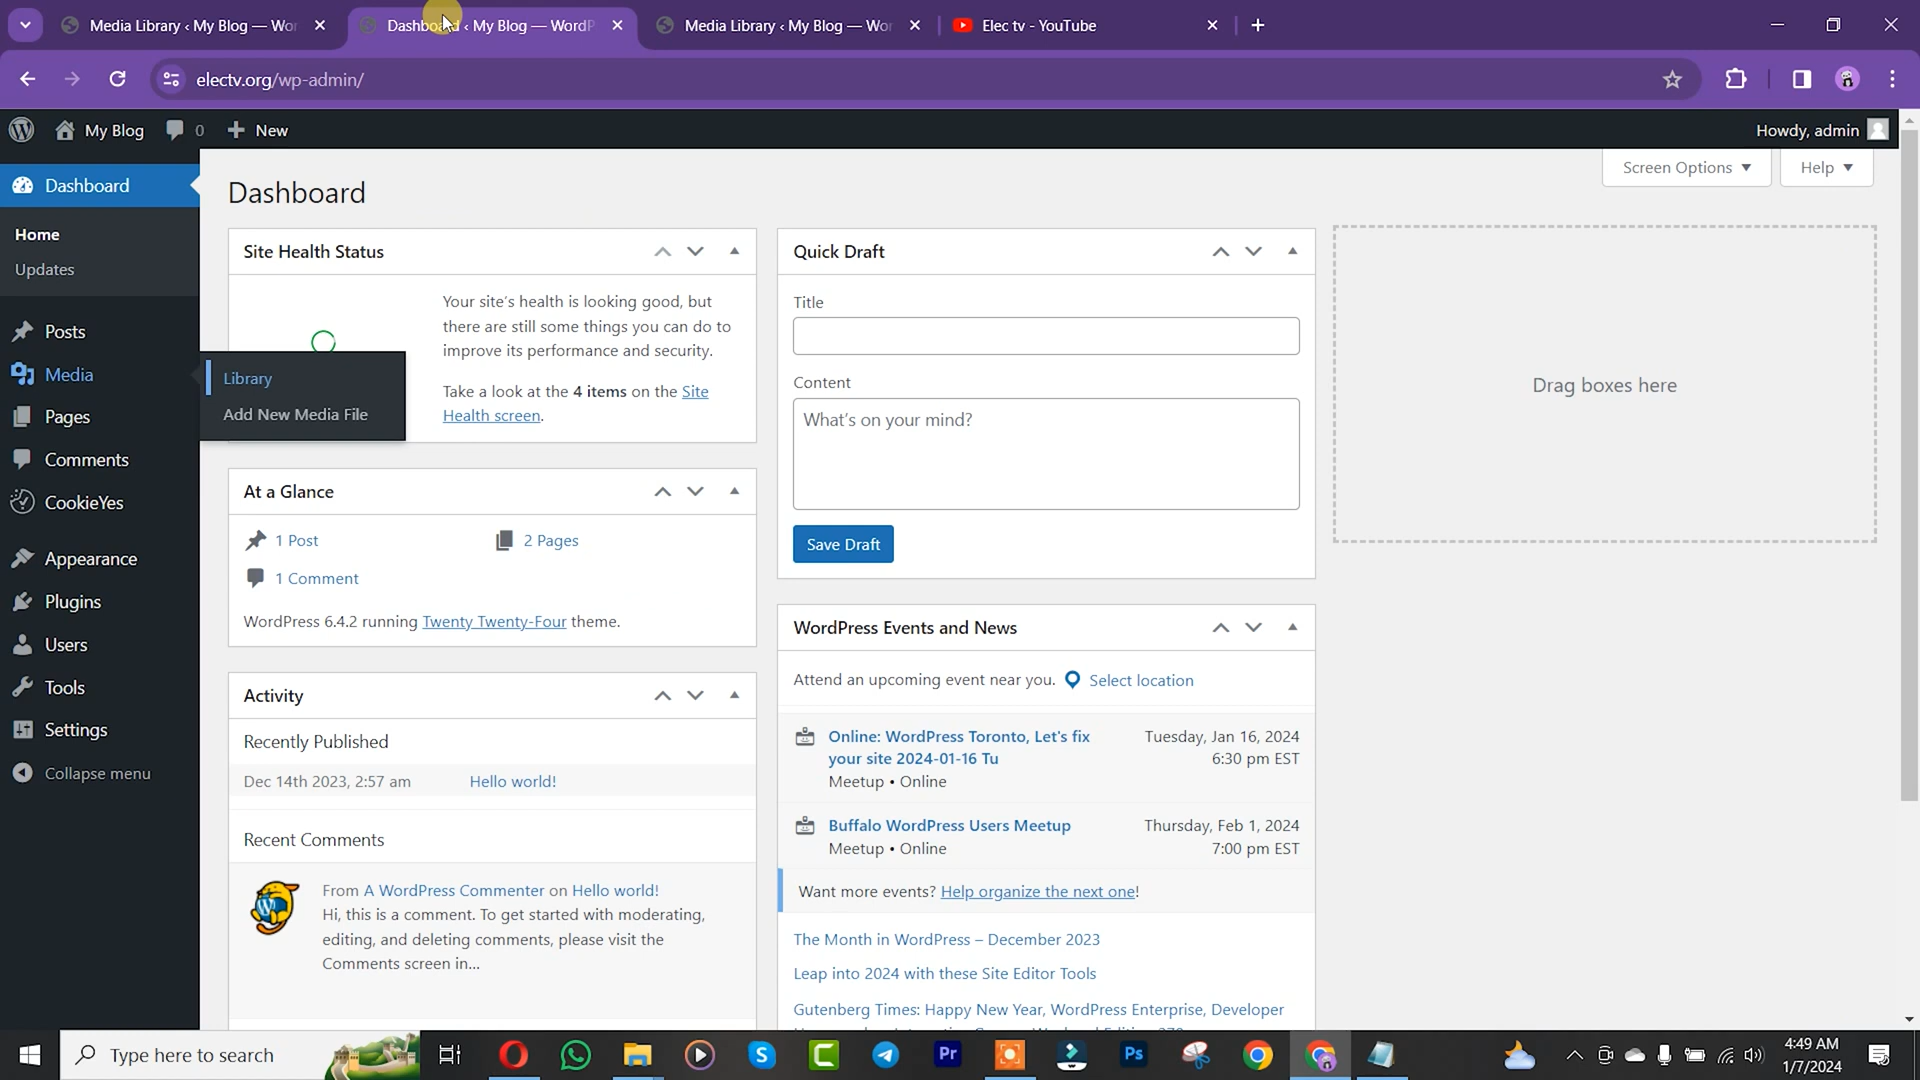 Media Library ‹ My Blog — Wor
Dashboard ‹ My Blog — WordP
Media Library ‹ My Blog — Wor
Elec tv - YouTube
electv.org/wp-admin/
My Blog
0
New
Howdy, admin
Dashboard
Home
Updates
Posts
Media
Library
Add New Media File
Pages
Comments
CookieYes
Appearance
Plugins
Users
Tools
Settings
Collapse menu
Screen Options
Help
Dashboard
Site Health Status
Your site's health is looking good, but
there are still some things you can do to
improve its performance and security.
Take a look at the 4 items on the Site
Health screen.
At a Glance
1 Post
2 Pages
1 Comment
WordPress 6.4.2 running Twenty Twenty-Four theme.
Activity
Recently Published
Dec 14th 2023, 2:57 am
Hello world!
Recent Comments
From A WordPress Commenter on Hello world!
Hi, this is a comment. To get started with moderating,
editing, and deleting comments, please visit the
Comments screen in...
Quick Draft
Title
Content
What's on your mind?
Save Draft
WordPress Events and News
Attend an upcoming event near you.
Select location
Online: WordPress Toronto, Let's fix
your site 2024-01-16 Tu
Meetup • Online
Tuesday, Jan 16, 2024
6:30 pm EST
Buffalo WordPress Users Meetup
Meetup • Online
Thursday, Feb 1, 2024
7:00 pm EST
Want more events? Help organize the next one!
The Month in WordPress – December 2023
Leap into 2024 with these Site Editor Tools
Gutenberg Times: Happy New Year, WordPress Enterprise, Developer
Drag boxes here
Type here to search
Pr
Ps
4:49 AM
1/7/2024